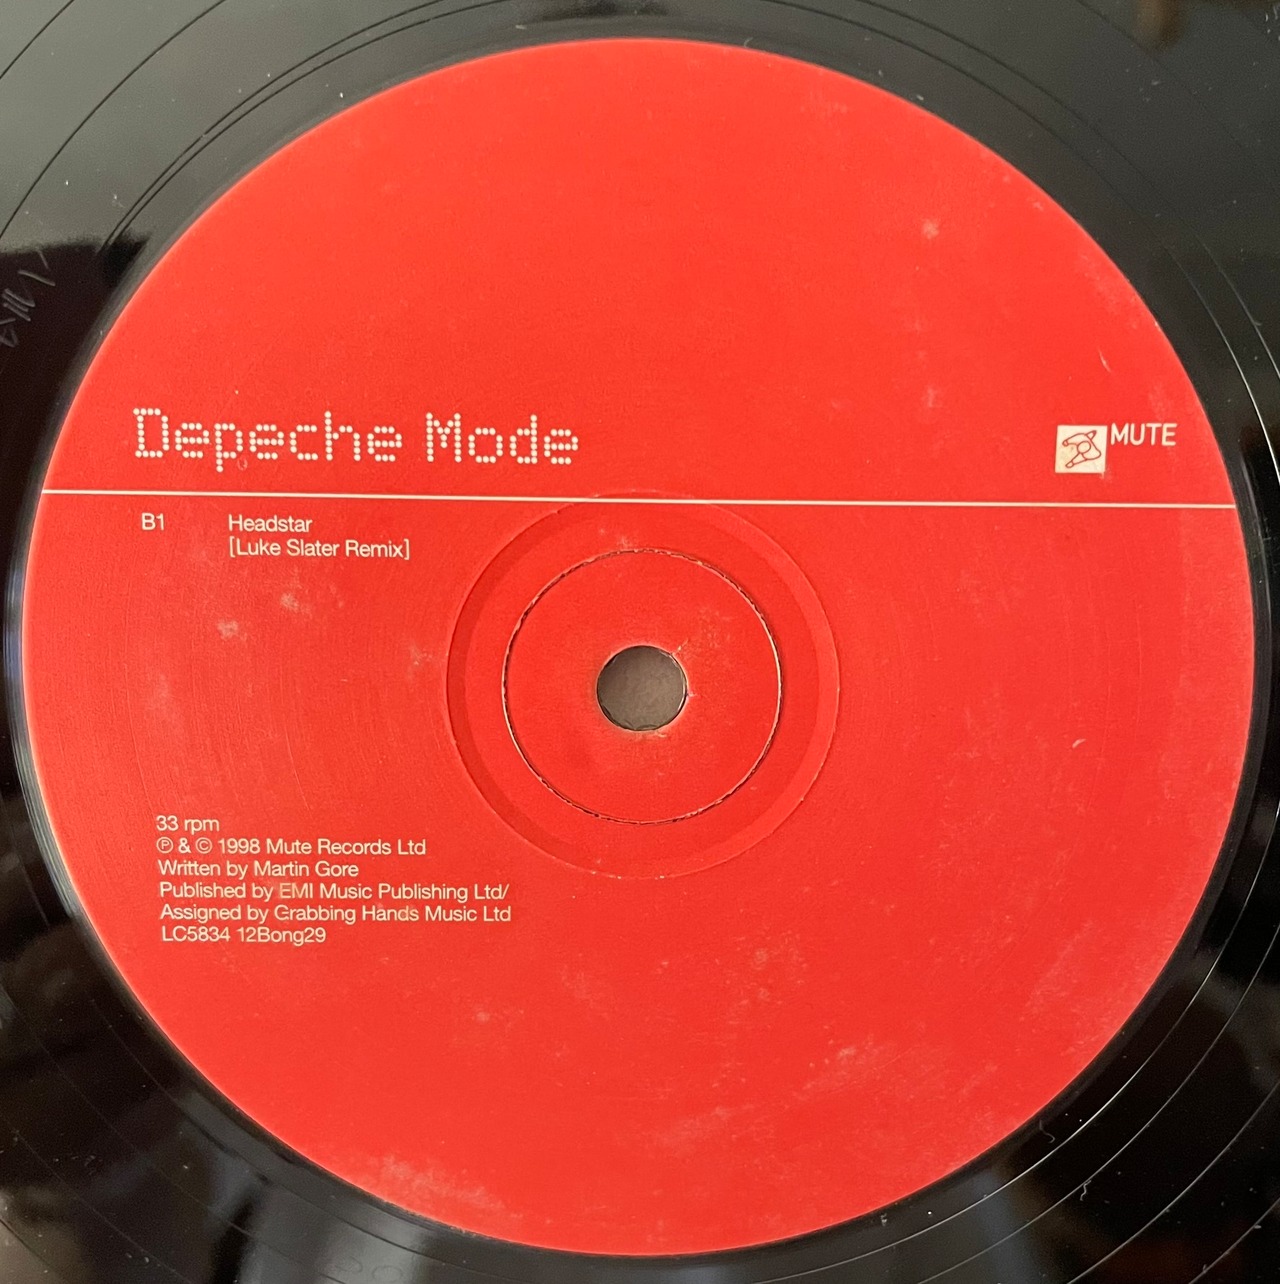 Depeche Mode
MUTE
B1 Headstar
[Luke Slater Remix]
33 rpm
℗ & © 1998 Mute Records Ltd
Written by Martin Gore
Published by EMI Music Publishing Ltd/
Assigned by Grabbing Hands Music Ltd
LC5834 12Bong29